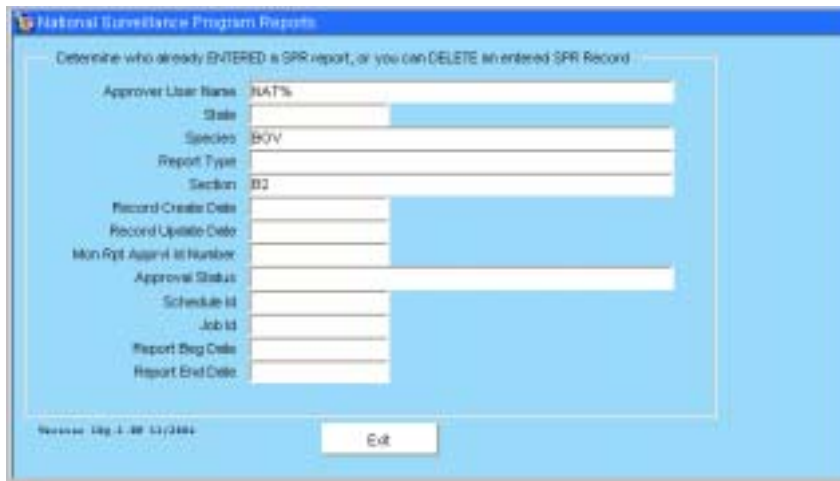 National Surveillance Program Reports
Determine who already ENTERED a SPR report, or you can DELETE an entered SPR Record
Approver User Name NAT%
State
Species BOV
Report Type
Section B2
Record Create Date
Record Update Date
Mon Rpt Apprvl Id Number
Approval Status
Schedule Id
Job Id
Report Beg Date
Report End Date
Version
Exit